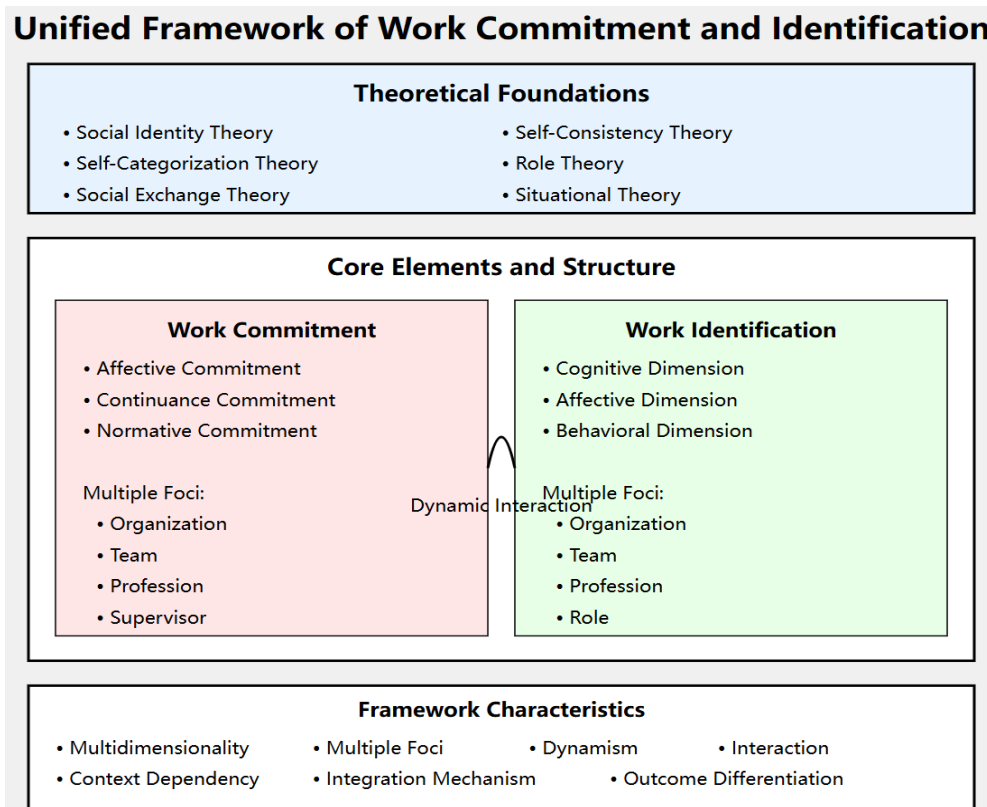 Unified Framework of Work Commitment and Identification
Theoretical Foundations
• Social Identity Theory
• Self-Categorization Theory
• Social Exchange Theory
• Self-Consistency Theory
• Role Theory
• Situational Theory
Core Elements and Structure
Work Commitment
• Affective Commitment
• Continuance Commitment
• Normative Commitment
Multiple Foci:
• Organization
• Team
• Profession
• Supervisor
Dynamic Interaction
Work Identification
• Cognitive Dimension
• Affective Dimension
• Behavioral Dimension
Multiple Foci:
• Organization
• Team
• Profession
• Role
Framework Characteristics
• Multidimensionality
• Multiple Foci
• Dynamism
• Interaction
• Context Dependency
• Integration Mechanism
• Outcome Differentiation